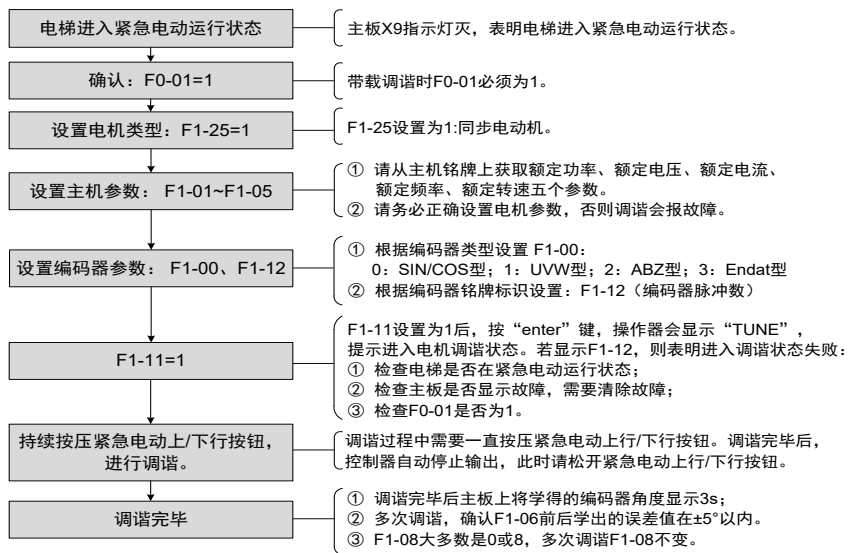 电梯进入紧急电动运行状态
主板X9指示灯灭，表明电梯进入紧急电动运行状态。
确认：F0-01=1
带载调谐时F0-01必须为1。
设置电机类型：F1-25=1
F1-25设置为1:同步电动机。
设置主机参数： F1-01~F1-05
① 请从主机铭牌上获取额定功率、额定电压、额定电流、
额定频率、额定转速五个参数。
② 请务必正确设置电机参数，否则调谐会报故障。
设置编码器参数： F1-00、F1-12
① 根据编码器类型设置 F1-00：
0：SIN/COS型；1：UVW型；2：ABZ型；3：Endat型
② 根据编码器铭牌标识设置：F1-12（编码器脉冲数）
F1-11=1
F1-11设置为1后，按“enter”键，操作器会显示“TUNE”，
提示进入电机调谐状态。若显示F1-12，则表明进入调谐状态失败：
① 检查电梯是否在紧急电动运行状态；
② 检查主板是否显示故障，需要清除故障；
③ 检查F0-01是否为1。
持续按压紧急电动上/下行按钮，
进行调谐。
调谐过程中需要一直按压紧急电动上行/下行按钮。调谐完毕后，
控制器自动停止输出，此时请松开紧急电动上行/下行按钮。
调谐完毕
① 调谐完毕后主板上将学得的编码器角度显示3s；
② 多次调谐，确认F1-06前后学出的误差值在±5°以内。
③ F1-08大多数是0或8，多次调谐F1-08不变。